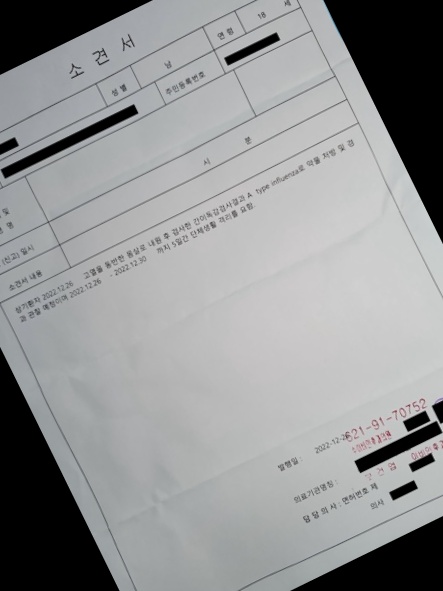 소 견 서
성 별 남 연 령 18 세
주민등록번호
및
시 분
명
(진고) 일시
소견서 내용
상기환자 2022.12.26 고열을 동반한 몸살로 내원 후 검사한 간이독감검사결과 A type influenza로 약물 처방 및 경
과 관찰 예정이며 2022.12.26 - 2022.12.30 까지 5일간 단체생활 격리를 요함.
발행일 : 2022-12-26
621-91-70752
의료기관명칭 :
담 당 의 사 : 면허번호 제
의사